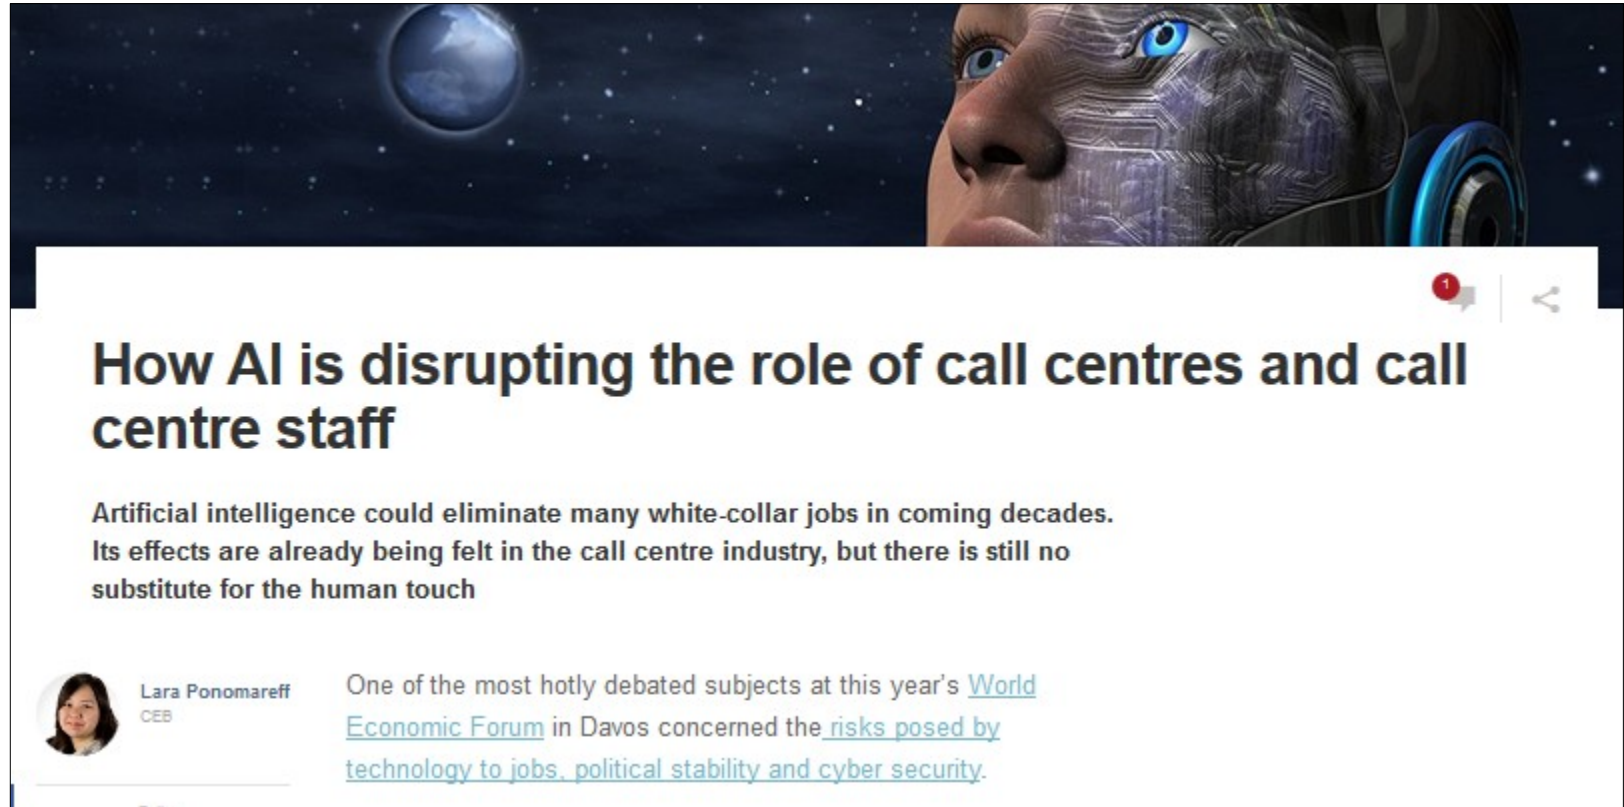 1
How AI is disrupting the role of call centres and call
centre staff
Artificial intelligence could eliminate many white-collar jobs in coming decades.
Its effects are already being felt in the call centre industry, but there is still no
substitute for the human touch
Lara Ponomareff
CEB
One of the most hotly debated subjects at this year's World
Economic Forum in Davos concerned the risks posed by
technology to jobs, political stability and cyber security.